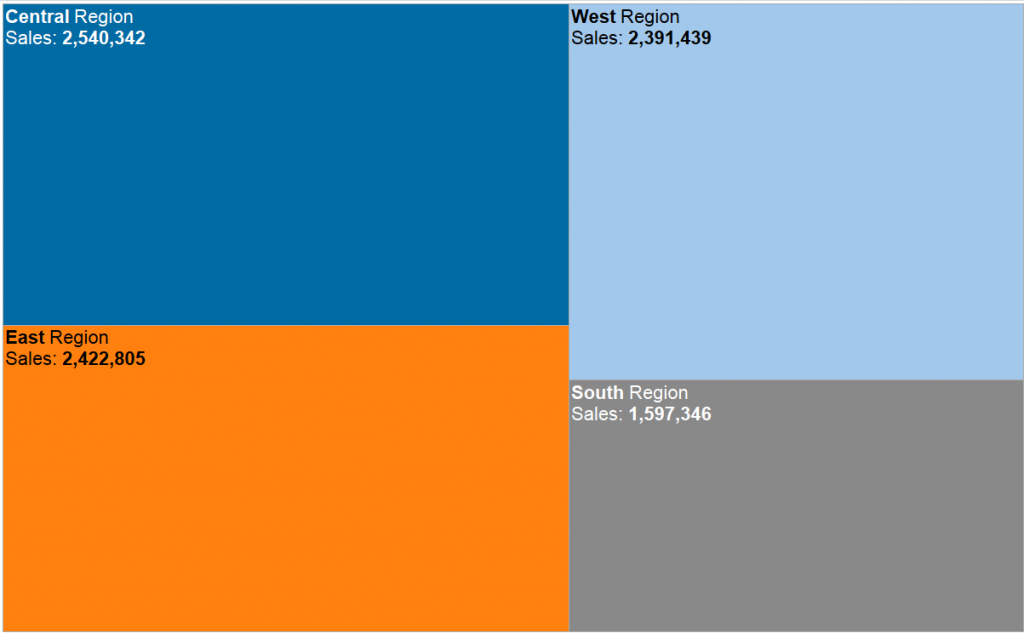 Central Region
Sales: 2,540,342
West Region
Sales: 2,391,439
East Region
Sales: 2,422,805
South Region
Sales: 1,597,346